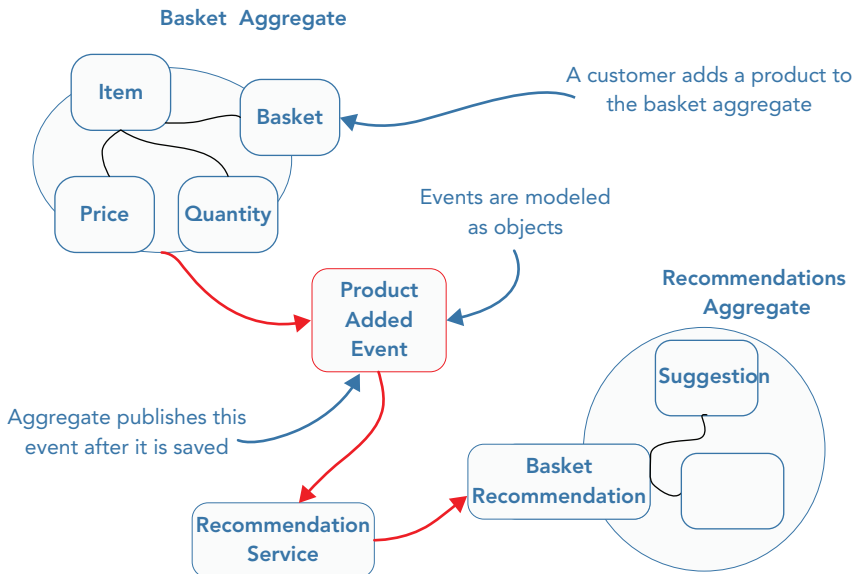 Basket Aggregate
Item
Basket
A customer adds a product to
the basket aggregate
Price
Quantity
Events are modeled
as objects
Product
Added
Event
Recommendations
Aggregate
Suggestion
Aggregate publishes this
event after it is saved
Basket
Recommendation
Recommendation
Service